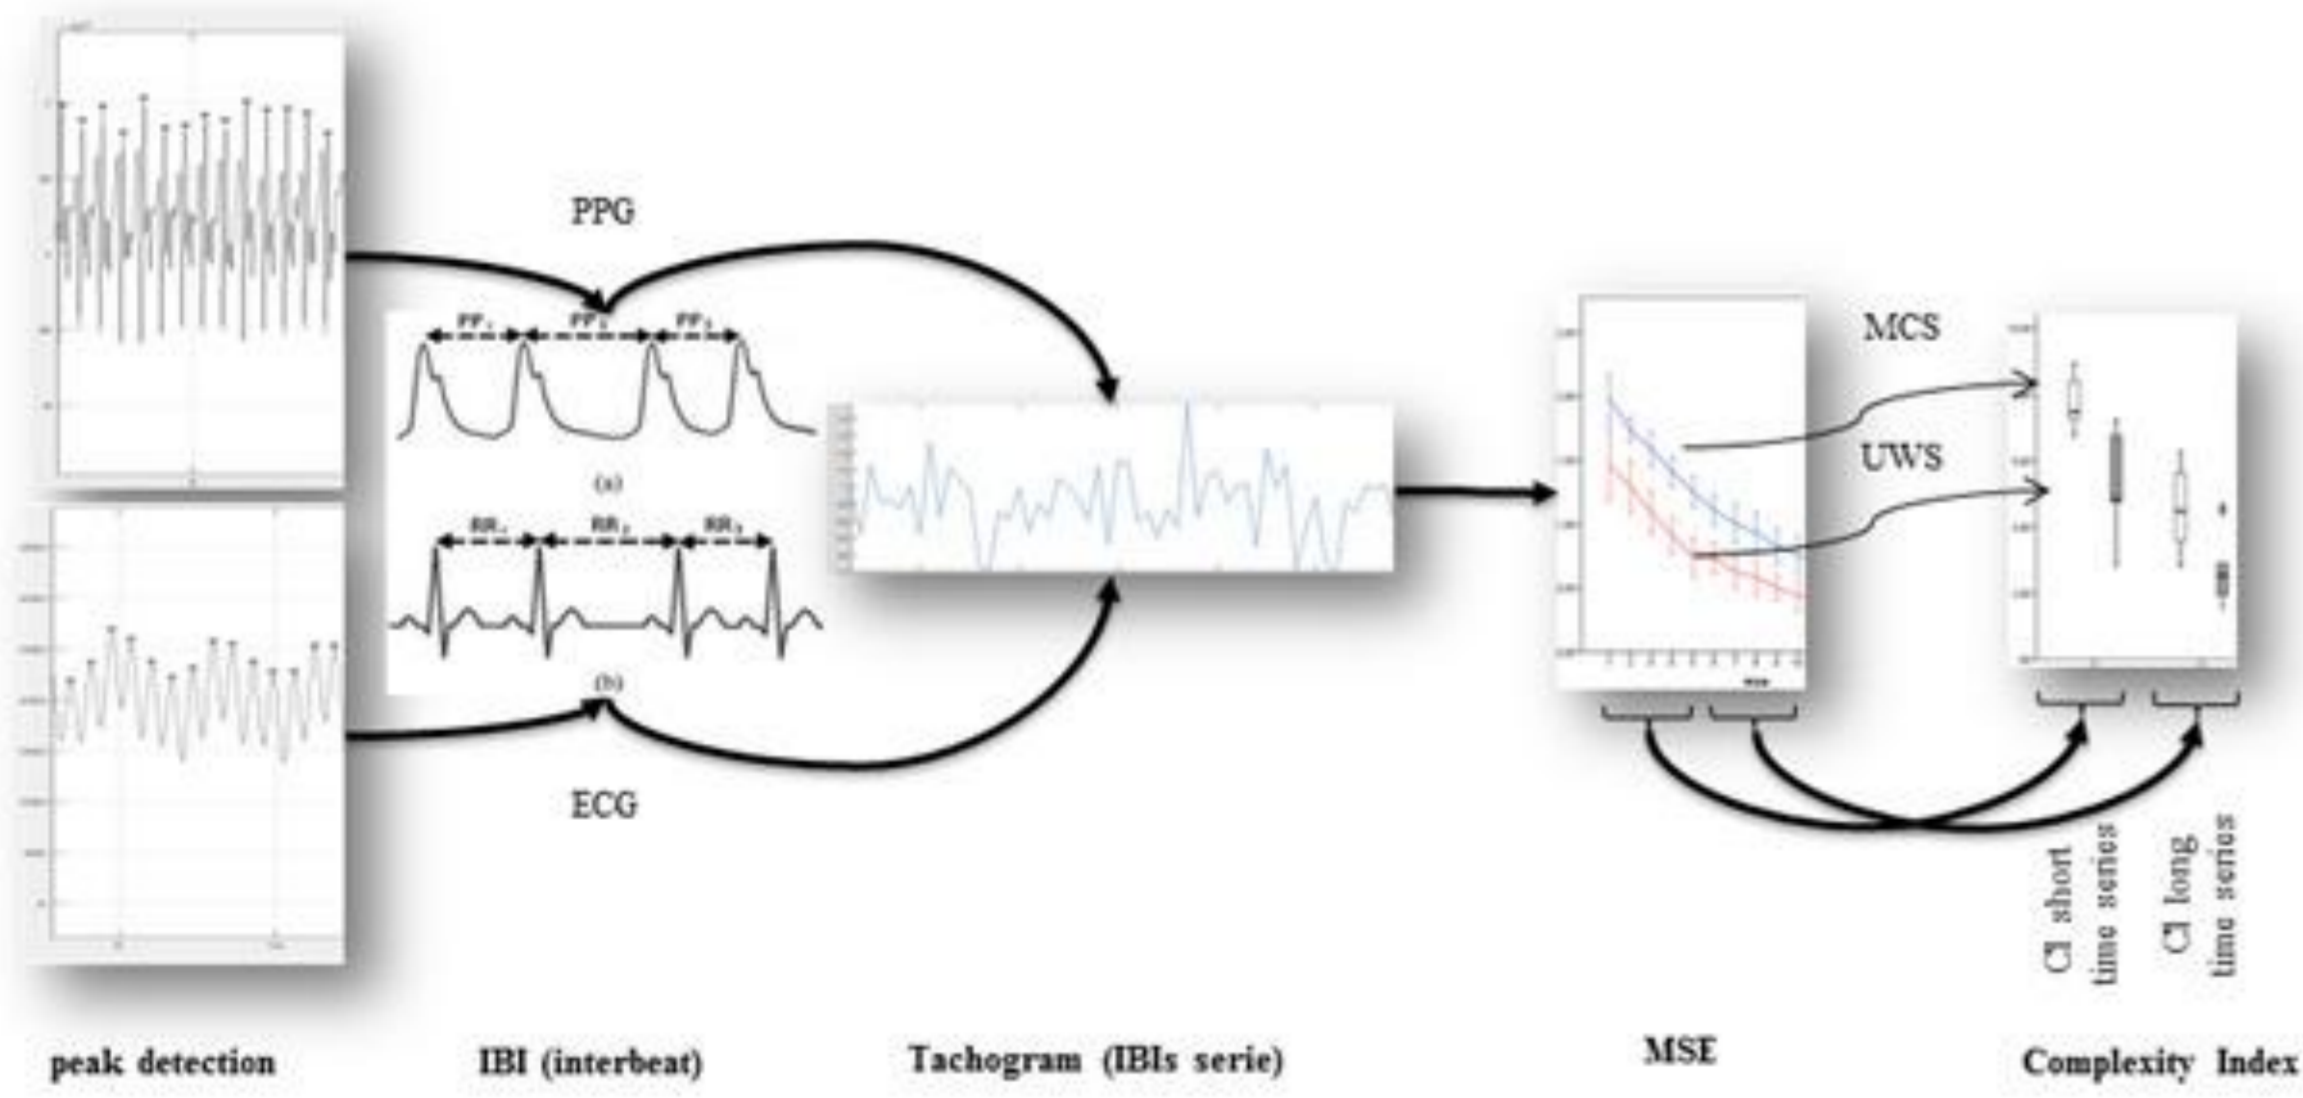 PPG
PP₁ PP₂ PP₃
(a)
RR₁ RR₂ RR₃
(b)
ECG
MCS
UWS
CI short
time series
CI long
time series
peak detection
IBI (interbeat)
Tachogram (IBIs serie)
MSE
Complexity Index